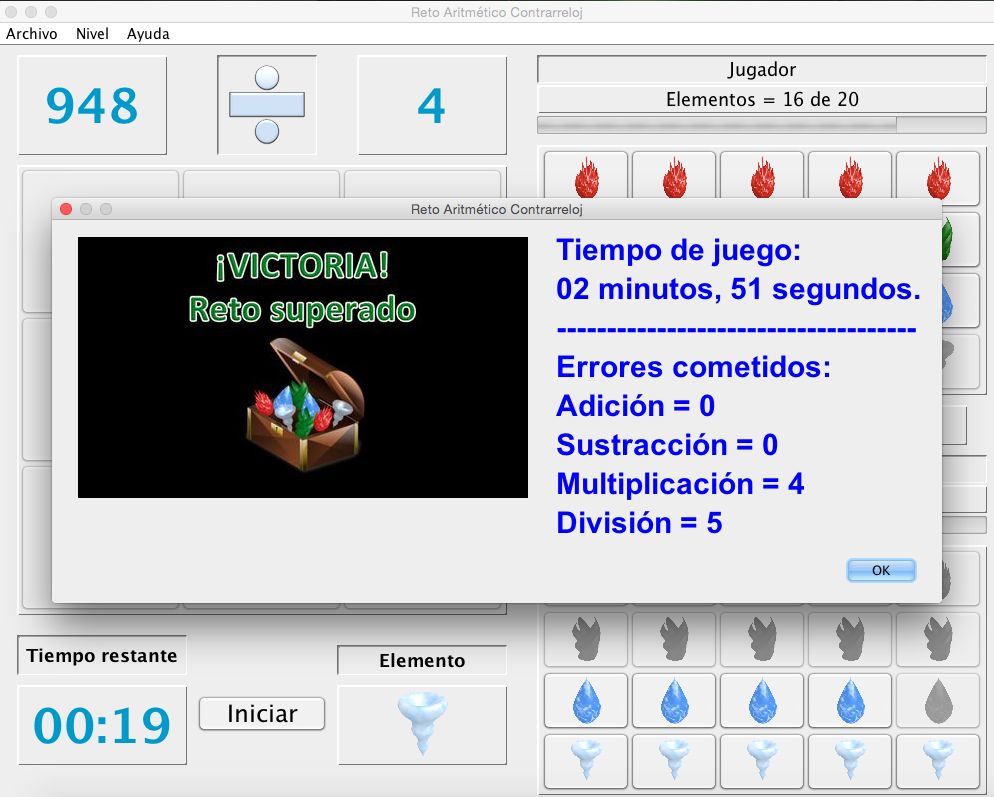 Reto Aritmético Contrarreloj
Archivo Nivel Ayuda
948 ÷ 4
Jugador
Elementos = 16 de 20
Reto Aritmético Contrarreloj
¡VICTORIA!
Reto superado
Tiempo de juego:
02 minutos, 51 segundos.
------------------------------------
Errores cometidos:
Adición = 0
Sustracción = 0
Multiplicación = 4
División = 5
OK
Tiempo restante
00:19
Iniciar
Elemento